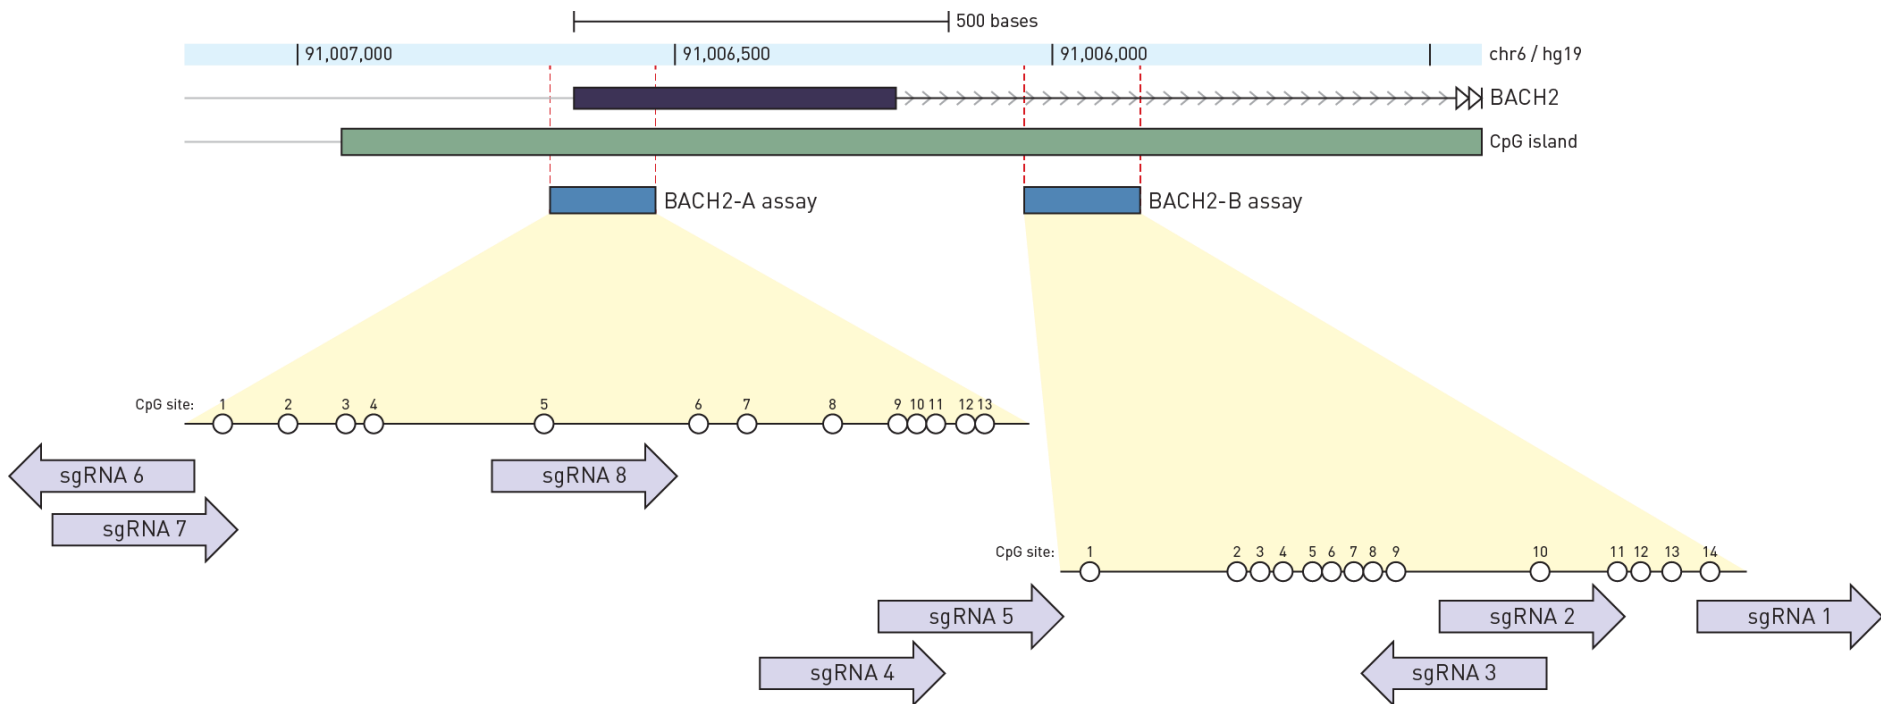 500 bases
91,007,000 91,006,500 91,006,000 chr6 / hg19
BACH2
CpG island
BACH2-A assay BACH2-B assay
CpG site: 1 2 3 4 5 6 7 8 9 10 11 12 13
sgRNA 6 sgRNA 8
sgRNA 7
CpG site: 1 2 3 4 5 6 7 8 9 10 11 12 13 14
sgRNA 5 sgRNA 2 sgRNA 1
sgRNA 4 sgRNA 3